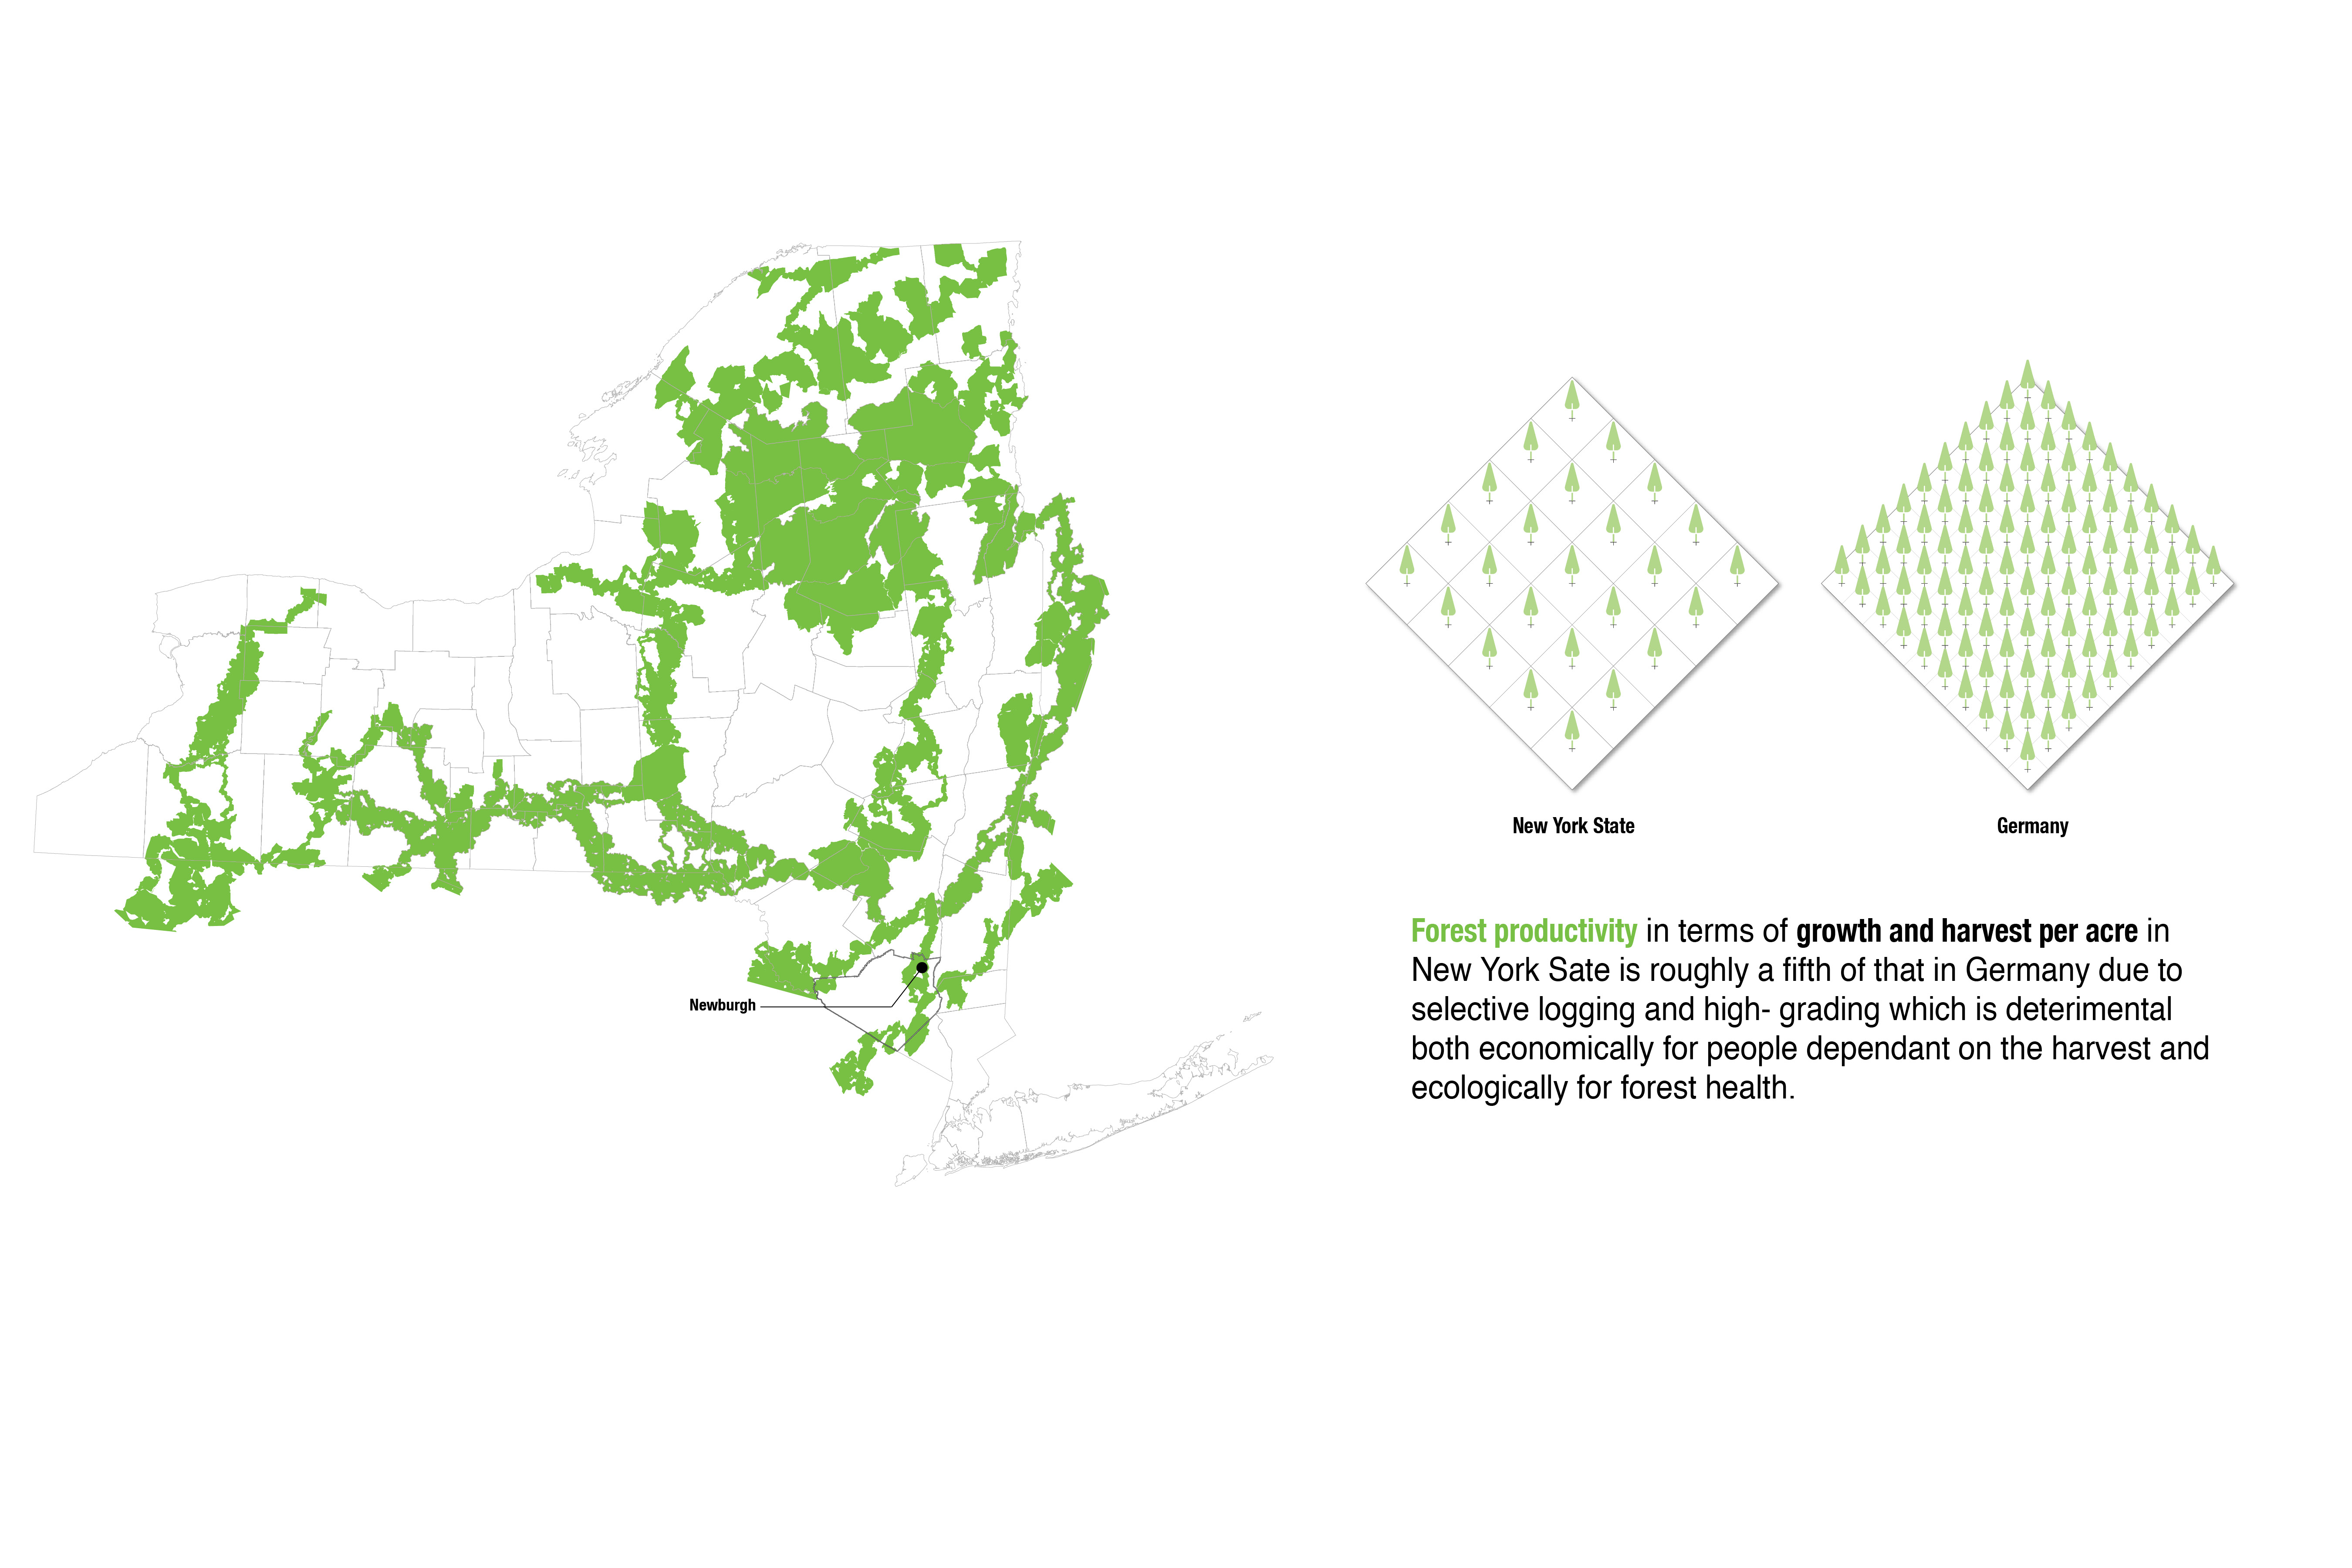 Newburgh
New York State
Germany
Forest productivity in terms of growth and harvest per acre in
New York Sate is roughly a fifth of that in Germany due to
selective logging and high- grading which is deterimental
both economically for people dependant on the harvest and
ecologically for forest health.